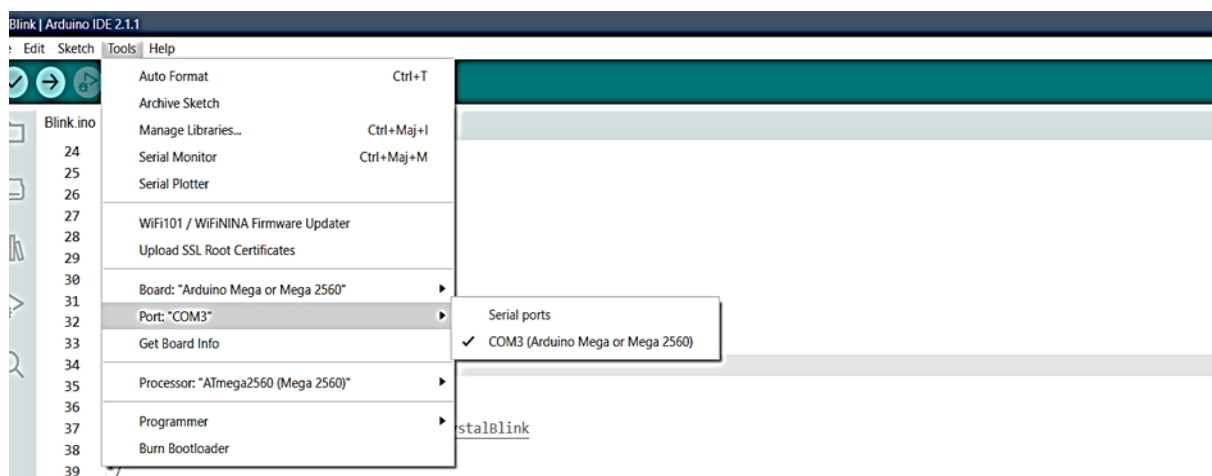 Blink | Arduino IDE 2.1.1
Edit Sketch Tools Help
Auto Format Ctrl+T
Archive Sketch
Blink.ino
Manage Libraries... Ctrl+Maj+I
24
Serial Monitor Ctrl+Maj+M
25
Serial Plotter
26
27
WiFi101 / WiFiNINA Firmware Updater
28
Upload SSL Root Certificates
29
30
Board: "Arduino Mega or Mega 2560"
31
Port: "COM3" Serial ports
32
33
Get Board Info COM3 (Arduino Mega or Mega 2560)
34
35
Processor: "ATmega2560 (Mega 2560)"
36
37
Programmer
stalBlink
38
Burn Bootloader
39 */